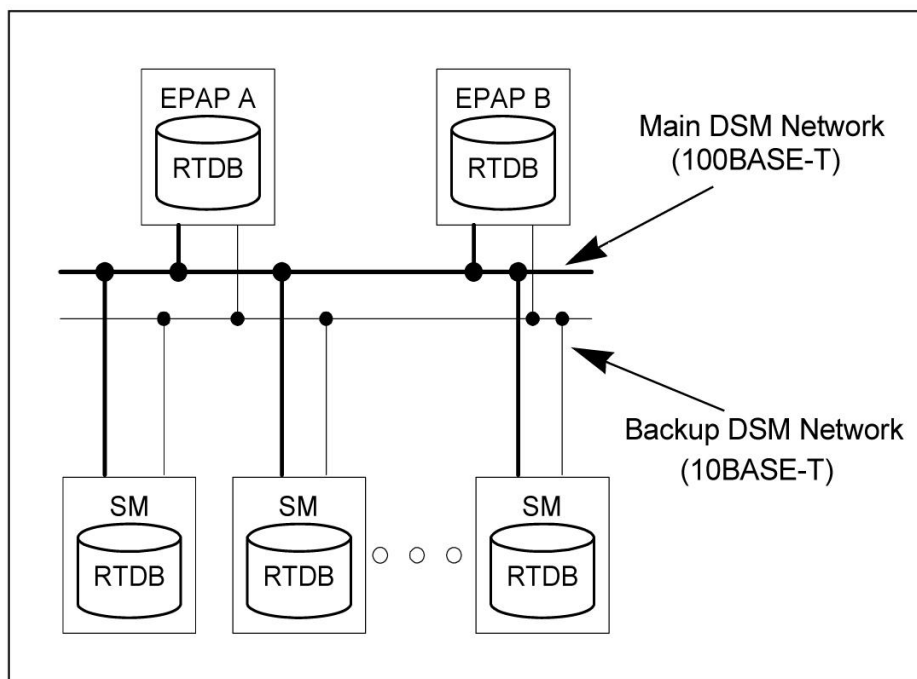 EPAP A
RTDB
EPAP B
RTDB
Main DSM Network
(100BASE-T)
Backup DSM Network
(10BASE-T)
SM
RTDB
SM
RTDB
SM
RTDB